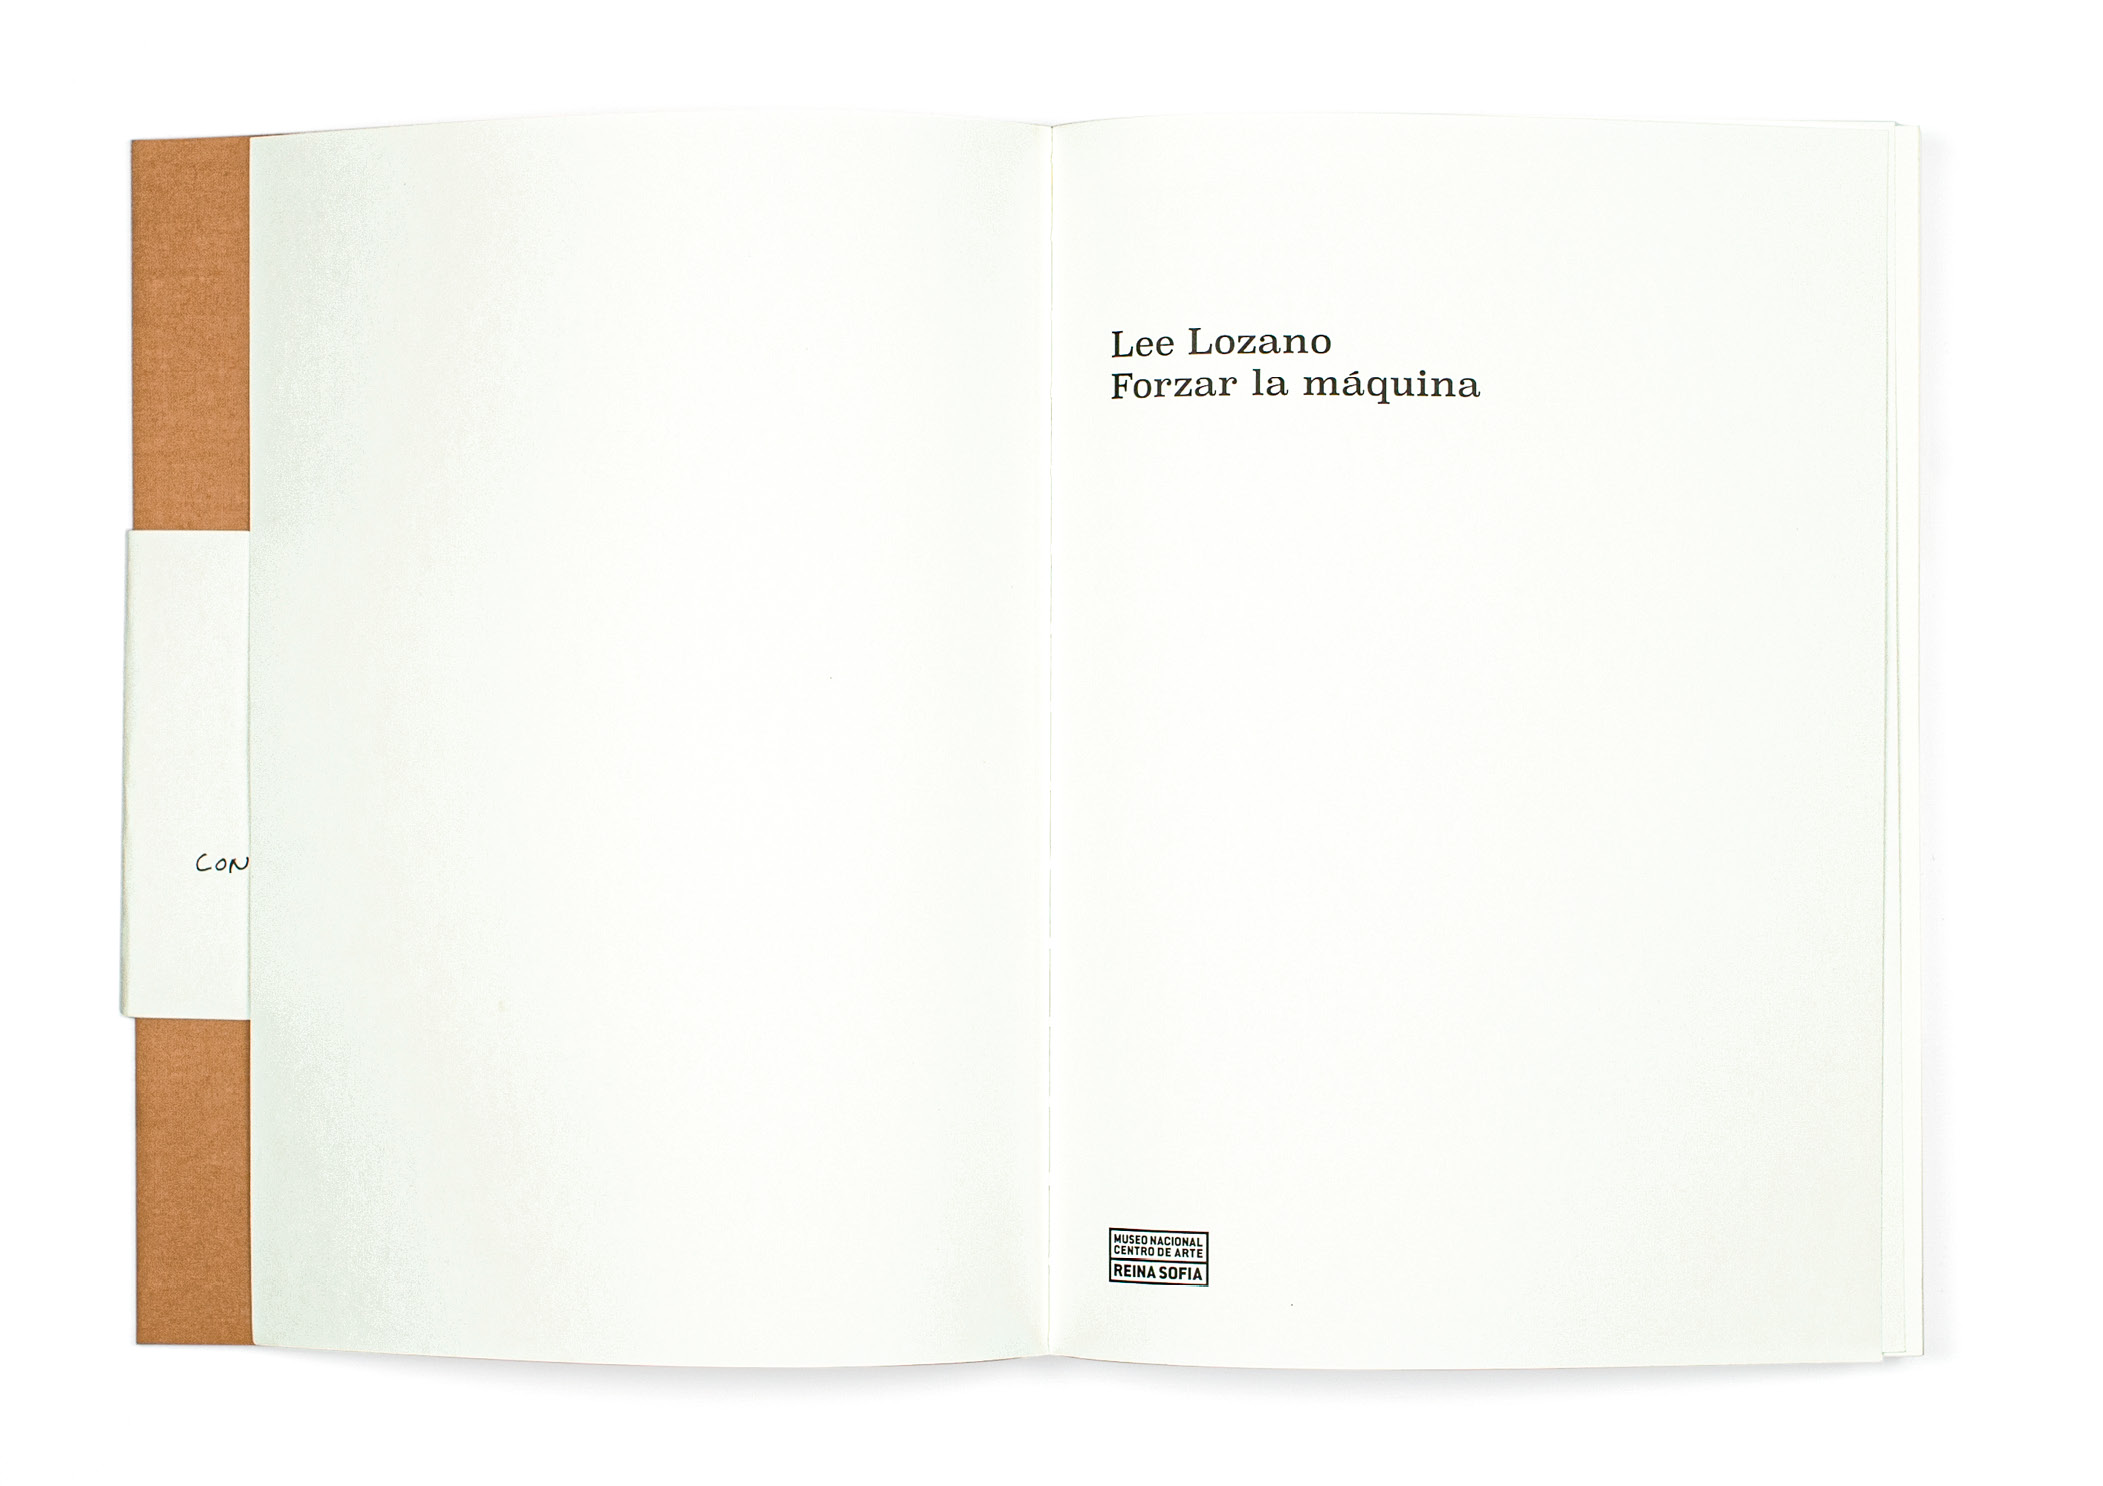 CON
Lee Lozano
Forzar la máquina
MUSEO NACIONAL
CENTRO DE ARTE
REINA SOFIA